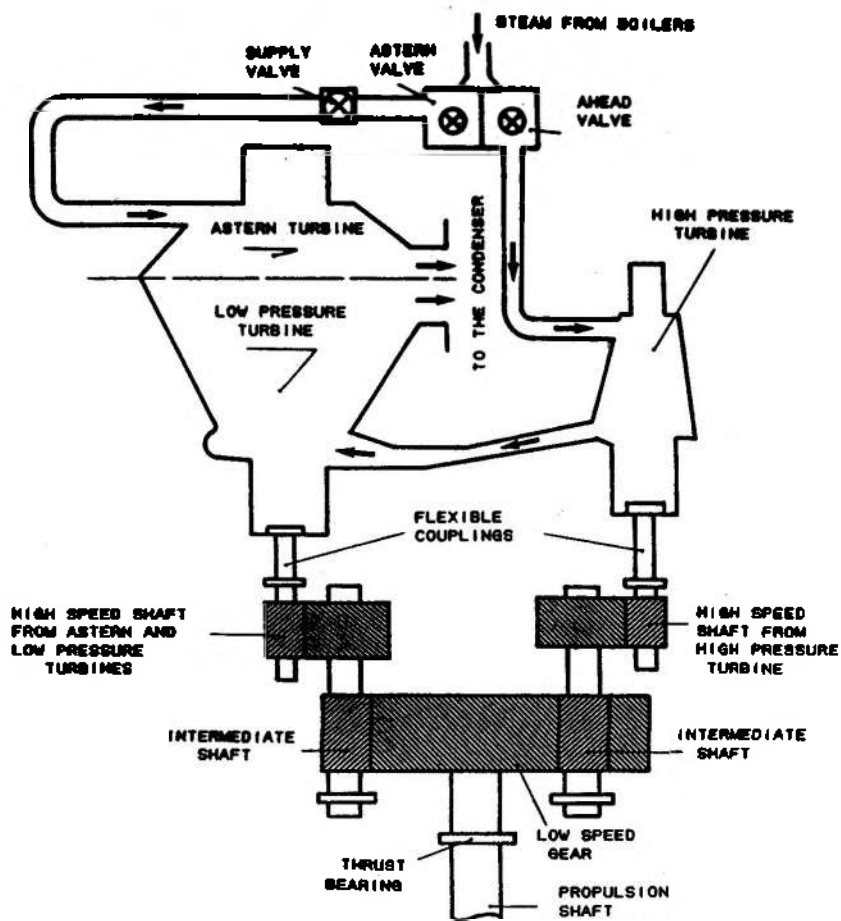 STEAM FROM BOILERS
SUPPLY
VALVE
ASTERN
VALVE
AHEAD
VALVE
ASTERN TURBINE
TO THE CONDENSER
HIGH PRESSURE
TURBINE
LOW PRESSURE
TURBINE
FLEXIBLE
COUPLINGS
HIGH SPEED SHAFT
FROM ASTERN AND
LOW PRESSURE
TURBINES
HIGH SPEED
SHAFT FROM
HIGH PRESSURE
TURBINE
INTERMEDIATE
SHAFT
INTERMEDIATE
SHAFT
LOW SPEED
GEAR
THRUST
BEARING
PROPULSION
SHAFT